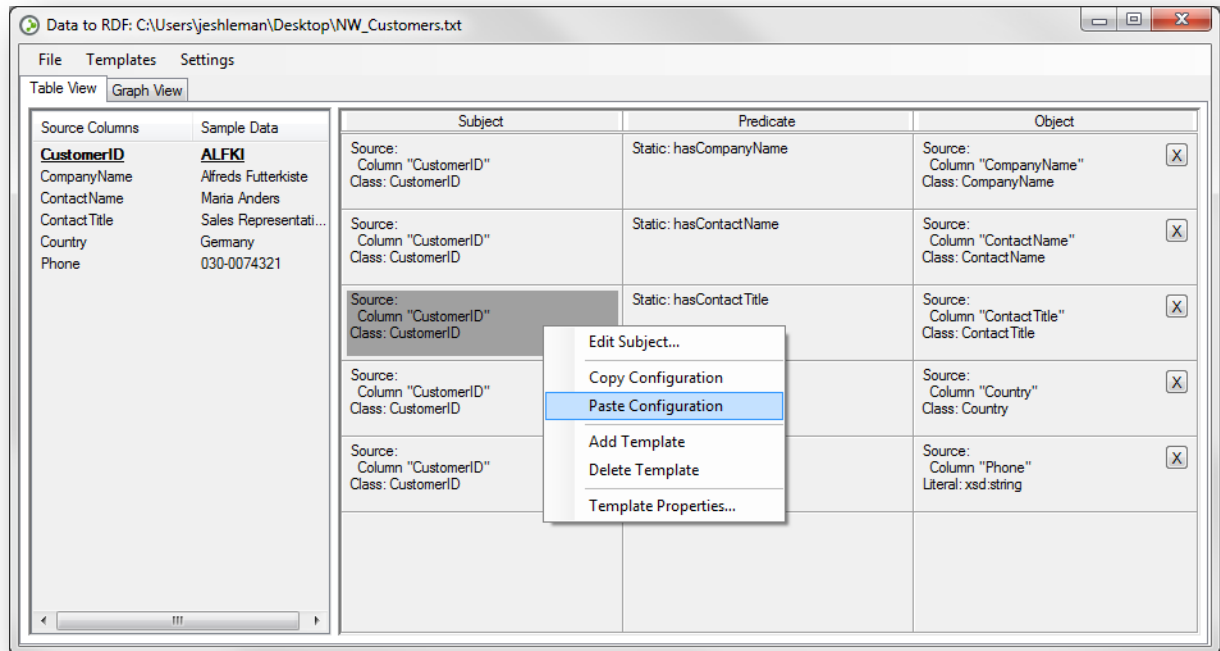 Data to RDF: C:\Users\jeshleman\Desktop\NW_Customers.txt
File Templates Settings
Table View Graph View
Source Columns Sample Data
CustomerID ALFKI
CompanyName Alfreds Futterkiste
ContactName Maria Anders
ContactTitle Sales Representati...
Country Germany
Phone 030-0074321
Subject Predicate Object
Source:
Column "CustomerID"
Class: CustomerID
Static: hasCompanyName
Source:
Column "CompanyName"
Class: CompanyName
X
Source:
Column "CustomerID"
Class: CustomerID
Static: hasContactName
Source:
Column "ContactName"
Class: ContactName
X
Source:
Column "CustomerID"
Class: CustomerID
Static: hasContactTitle
Source:
Column "ContactTitle"
Class: ContactTitle
X
Source:
Column "CustomerID"
Class: CustomerID
Source:
Column "Country"
Class: Country
X
Source:
Column "CustomerID"
Class: CustomerID
Source:
Column "Phone"
Literal: xsd:string
X
Edit Subject...
Copy Configuration
Paste Configuration
Add Template
Delete Template
Template Properties...